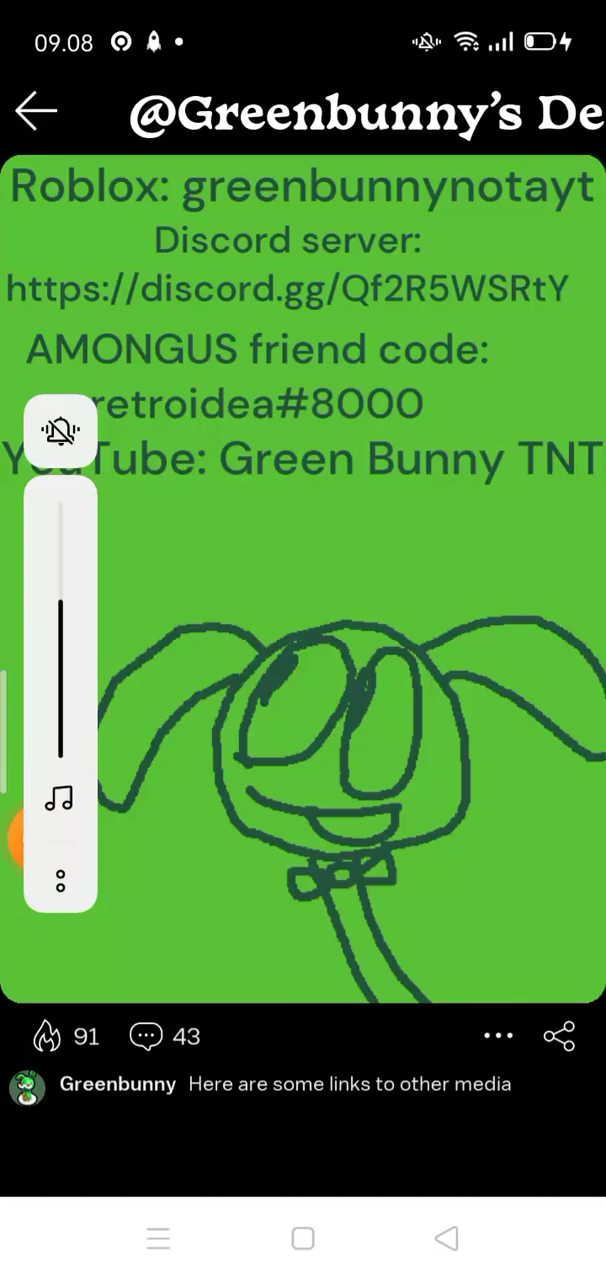 09.08
@Greenbunny's De
Roblox: greenbunnynotayt
Discord server:
https://discord.gg/Qf2R5WSRtY
AMONGUS friend code:
retroidea#8000
YouTube: Green Bunny TNT
91
43
Greenbunny Here are some links to other media